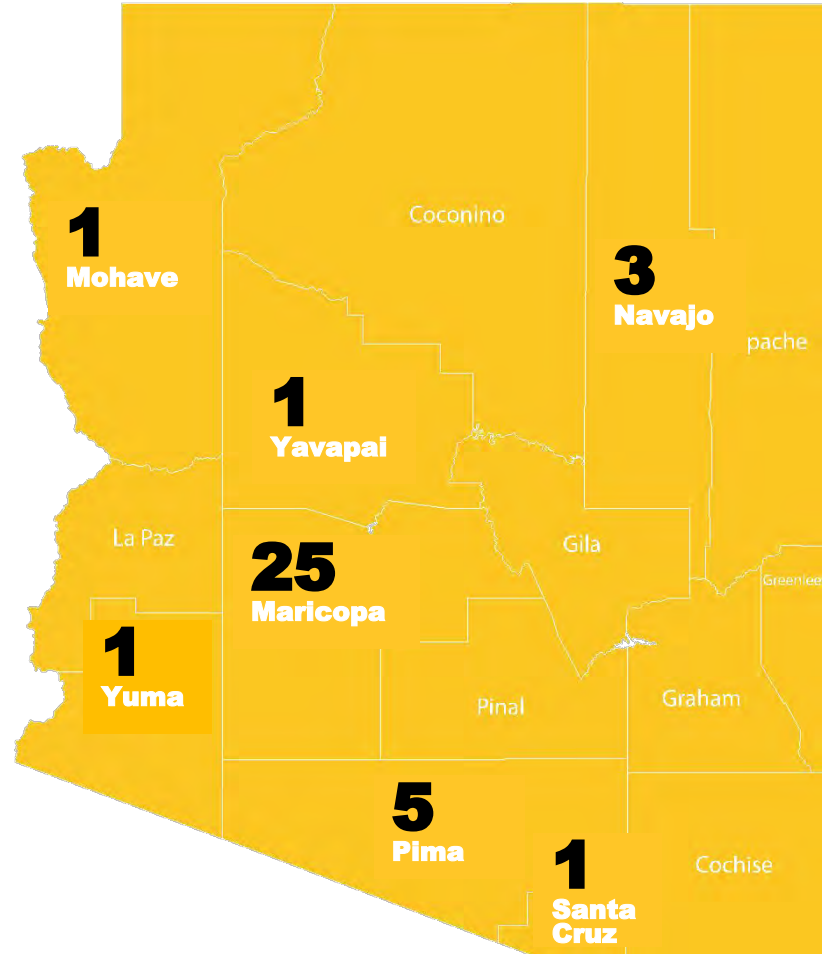 Coconino
1
Mohave
3
Navajo
pache
1
Yavapai
La Paz
Gila
25
Maricopa
Greenlee
1
Yuma
Pinal
Graham
5
Pima
1
Santa
Cruz
Cochise